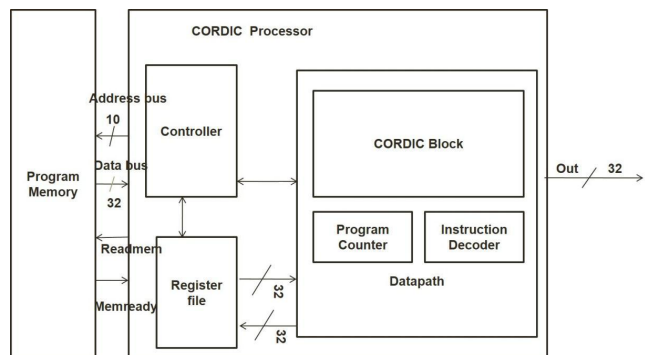 CORDIC Processor
Address bus
10
Controller
CORDIC Block
Data bus
32
Program
Memory
Out
32
Readmem
Program
Counter
Instruction
Decoder
Register
file
32
Datapath
Memready
32